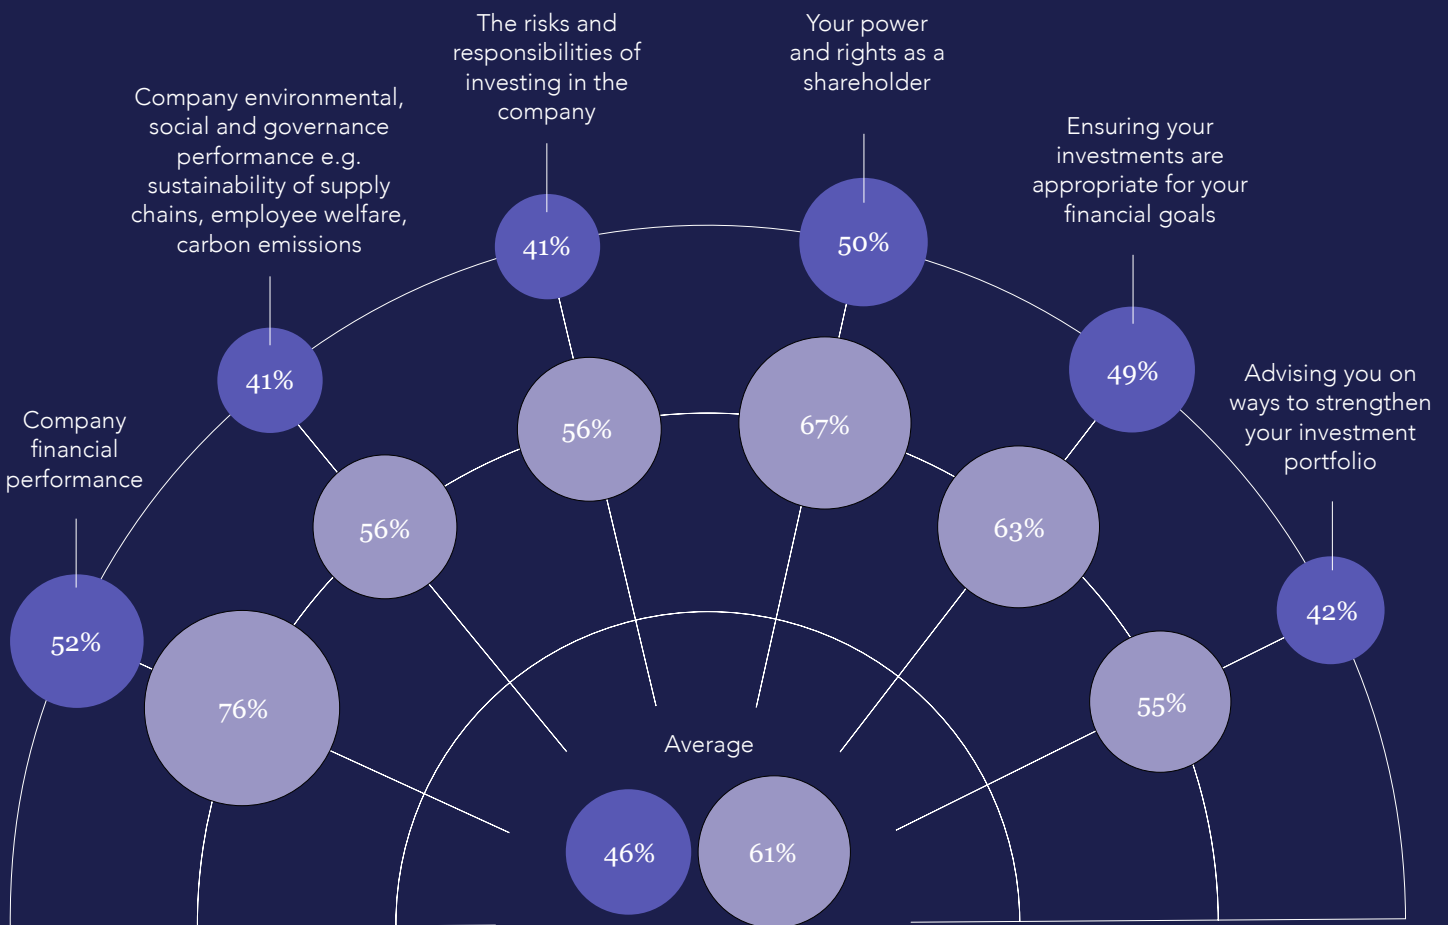 The risks and
responsibilities of
investing in the
company
Your power
and rights as a
shareholder
Company environmental,
social and governance
performance e.g.
sustainability of supply
chains, employee welfare,
carbon emissions
Ensuring your
investments are
appropriate for your
financial goals
Advising you on
ways to strengthen
your investment
portfolio
Company
financial
performance
52%
41%
41%
50%
49%
42%
76%
56%
56%
67%
63%
55%
Average
46%
61%